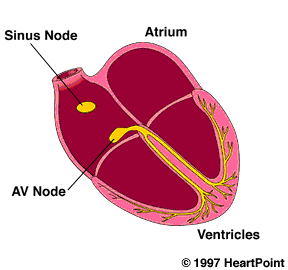 Sinus Node
Atrium
AV Node
Ventricles
© 1997 HeartPoint